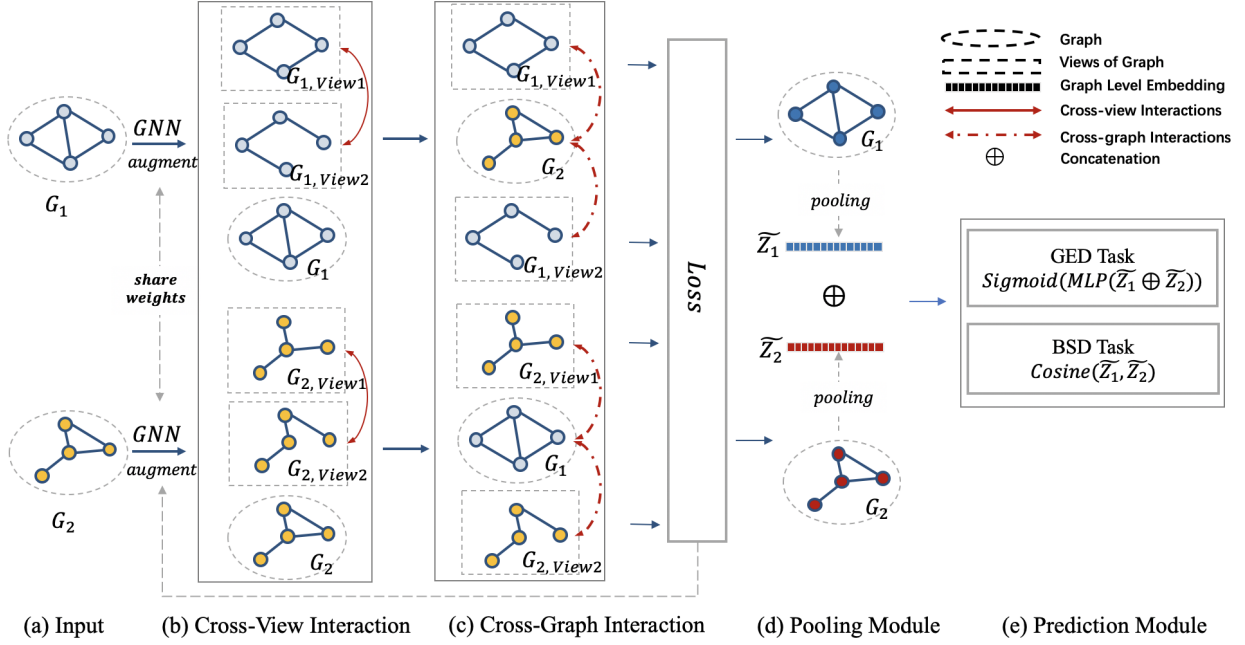 G₁
GNN
augment
share
weights
G₂
GNN
augment
(a) Input
G₁,View1
G₁,View2
G₁
G₂,View1
G₂,View2
G₂
(b) Cross-View Interaction
G₁,View1
G₂
G₁,View2
G₂,View1
G₁
G₂,View2
(c) Cross-Graph Interaction
Loss
G₁
pooling
Z̃₁
⊕
Z̃₂
pooling
G₂
(d) Pooling Module
Graph
Views of Graph
Graph Level Embedding
Cross-view Interactions
Cross-graph Interactions
⊕ Concatenation
GED Task
Sigmoid(MLP(Z̃₁ ⊕ Z̃₂))
BSD Task
Cosine(Z̃₁, Z̃₂)
(e) Prediction Module